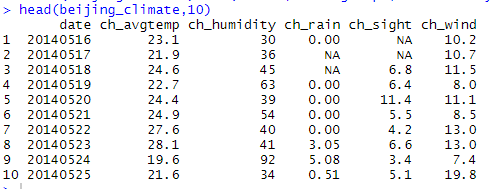 > head(beijing_climate,10)
date ch_avgtemp ch_humidity ch_rain ch_sight ch_wind
1 20140516 23.1 30 0.00 NA 10.2
2 20140517 21.9 36 NA NA 10.7
3 20140518 24.6 45 NA 6.8 11.5
4 20140519 22.7 63 0.00 6.4 8.0
5 20140520 24.4 39 0.00 11.4 11.1
6 20140521 24.9 54 0.00 5.5 8.5
7 20140522 27.6 40 0.00 4.2 13.0
8 20140523 28.1 41 3.05 6.6 13.0
9 20140524 19.6 92 5.08 3.4 7.4
10 20140525 21.6 34 0.51 5.1 19.8